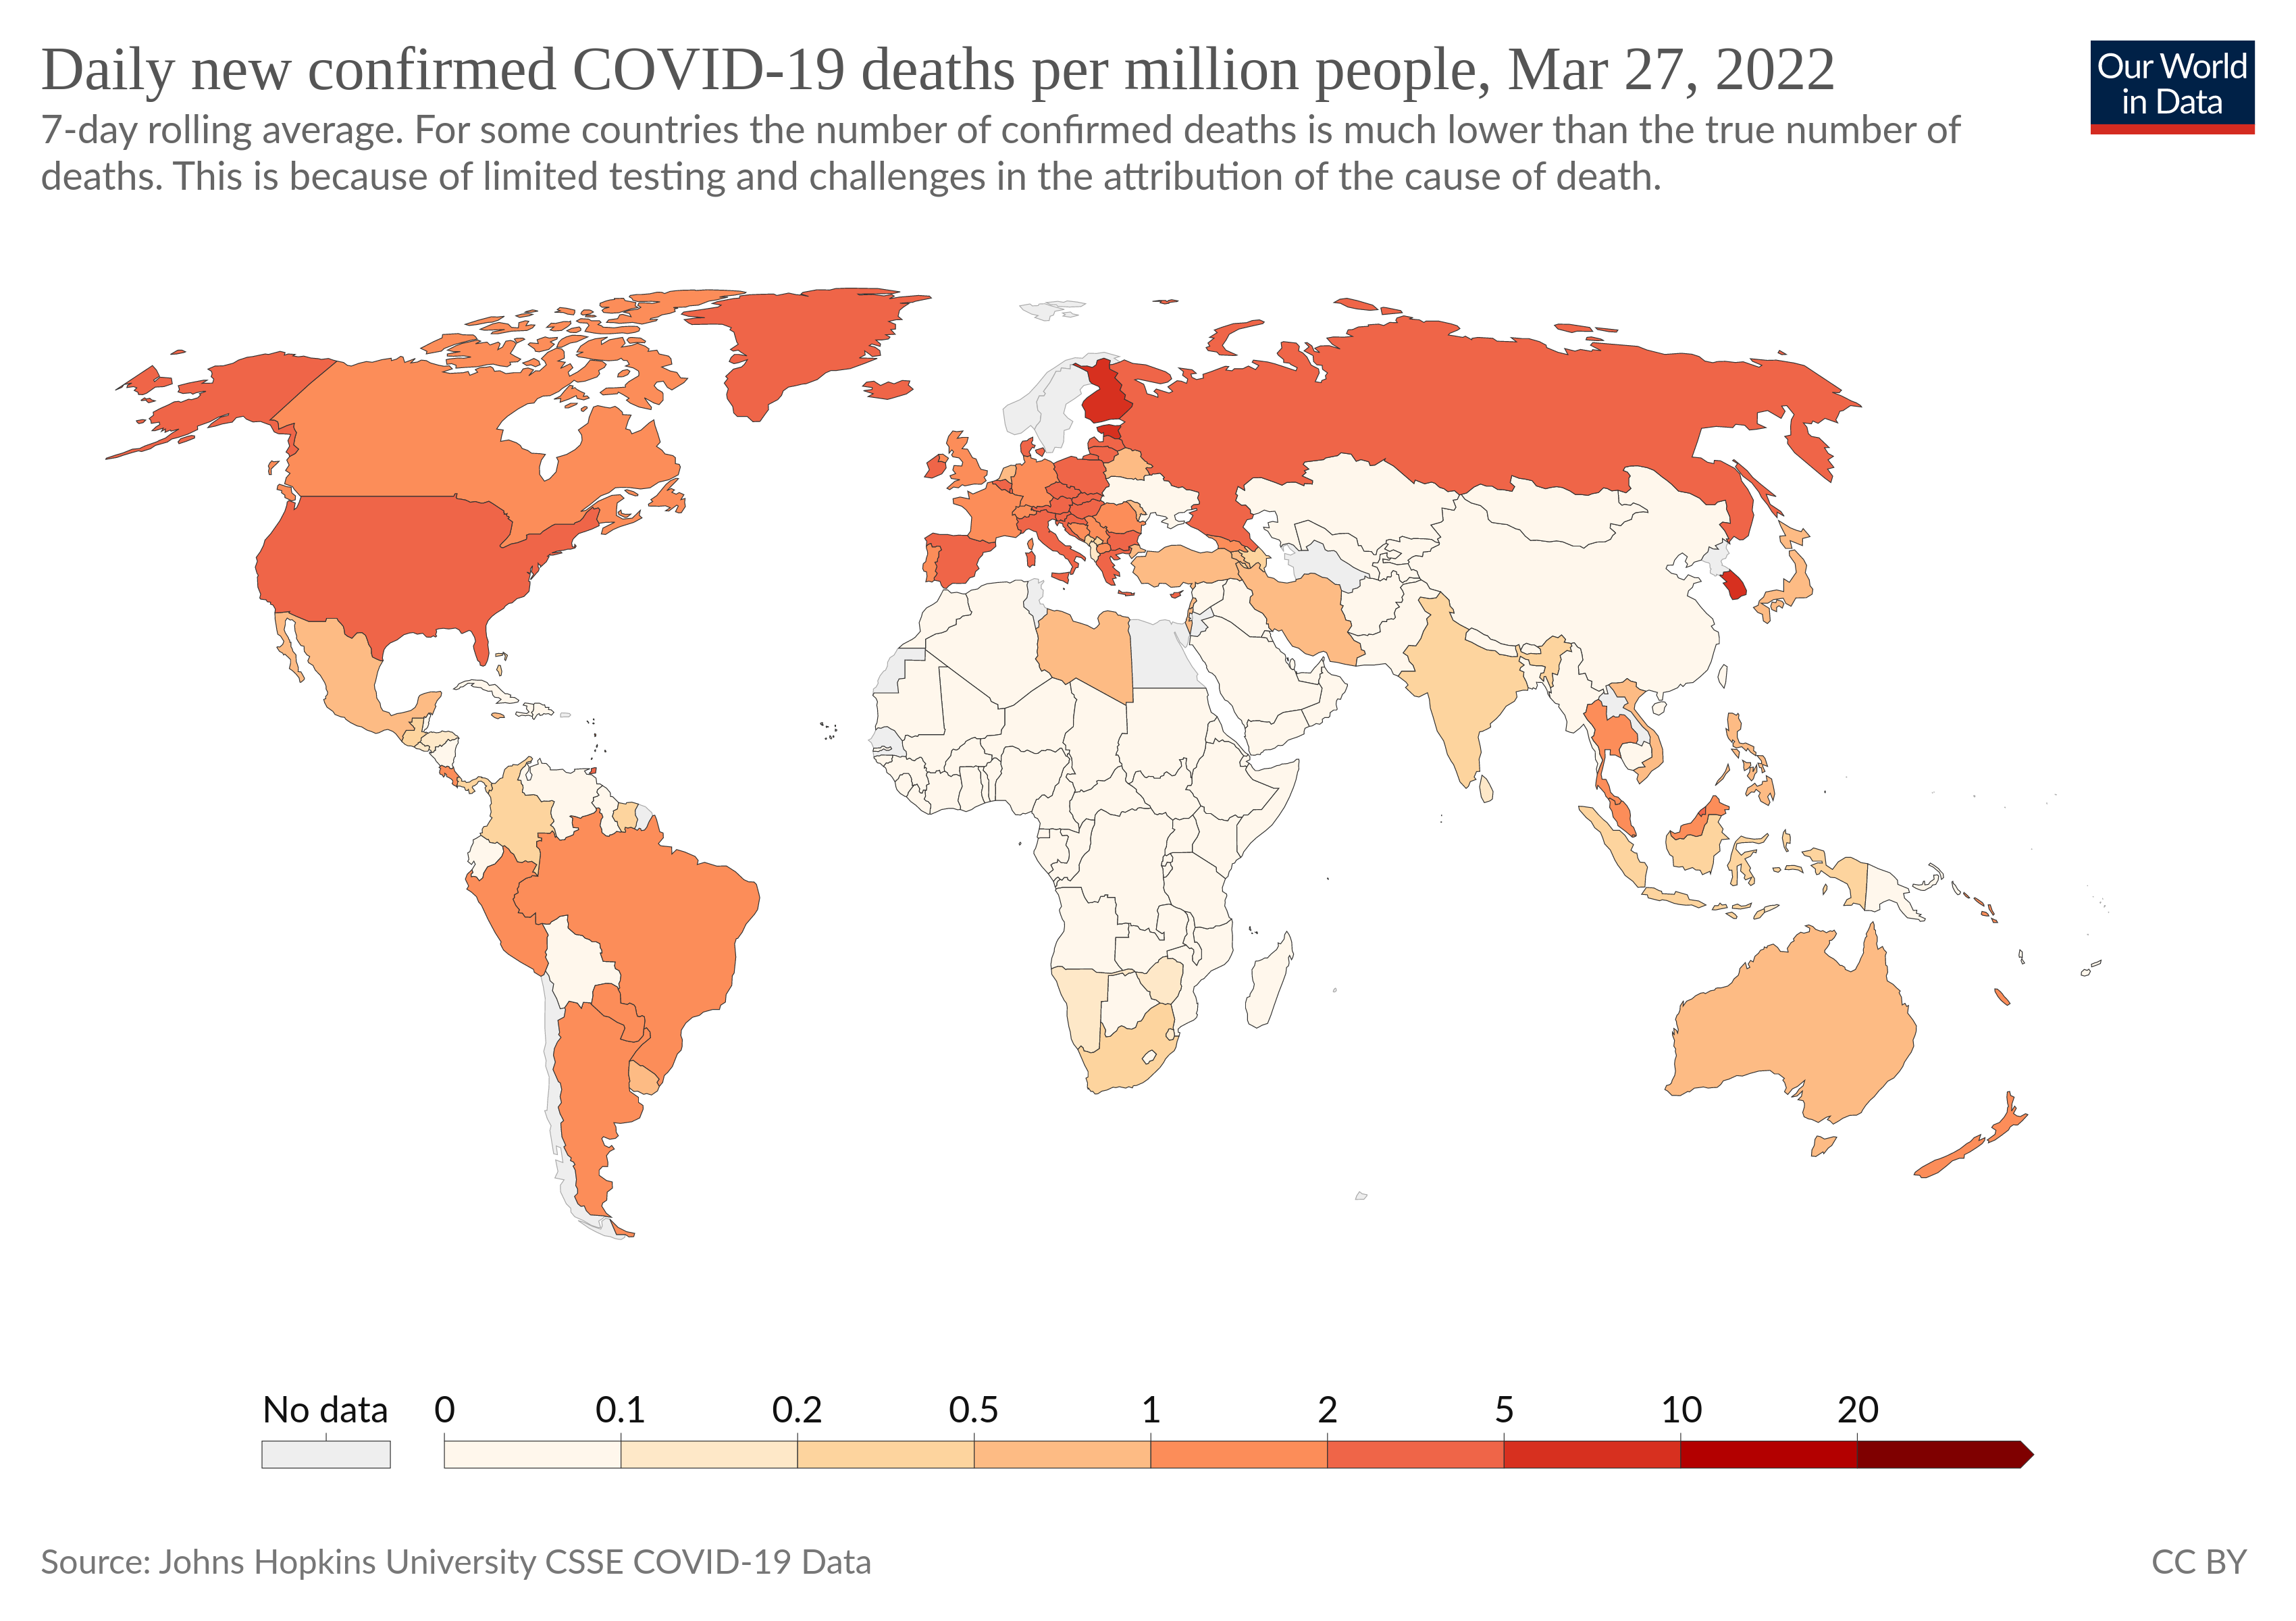 Daily new confirmed COVID-19 deaths per million people, Mar 27, 2022
Our World
in Data
7-day rolling average. For some countries the number of confirmed deaths is much lower than the true number of
deaths. This is because of limited testing and challenges in the attribution of the cause of death.
No data 0 0.1 0.2 0.5 1 2 5 10 20
Source: Johns Hopkins University CSSE COVID-19 Data
CC BY